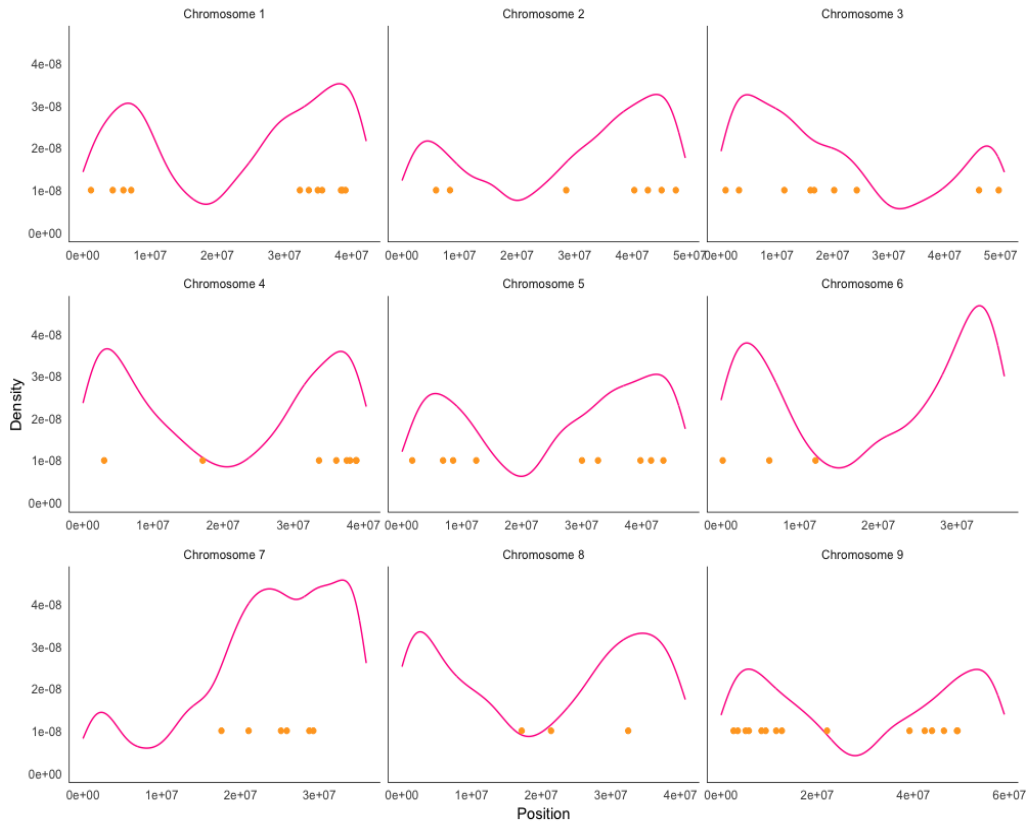 Chromosome 1 Chromosome 2 Chromosome 3
4e-08
3e-08
2e-08
1e-08
0e+00
0e+00 1e+07 2e+07 3e+07 4e+07 0e+00 1e+07 2e+07 3e+07 4e+07 5e+07 0e+00 1e+07 2e+07 3e+07 4e+07 5e+07
Chromosome 4 Chromosome 5 Chromosome 6
4e-08
3e-08
2e-08
1e-08
0e+00
Density
0e+00 1e+07 2e+07 3e+07 4e+07 0e+00 1e+07 2e+07 3e+07 4e+07 0e+00 1e+07 2e+07 3e+07
Chromosome 7 Chromosome 8 Chromosome 9
4e-08
3e-08
2e-08
1e-08
0e+00
0e+00 1e+07 2e+07 3e+07 0e+00 1e+07 2e+07 3e+07 4e+07 0e+00 2e+07 4e+07 6e+07
Position